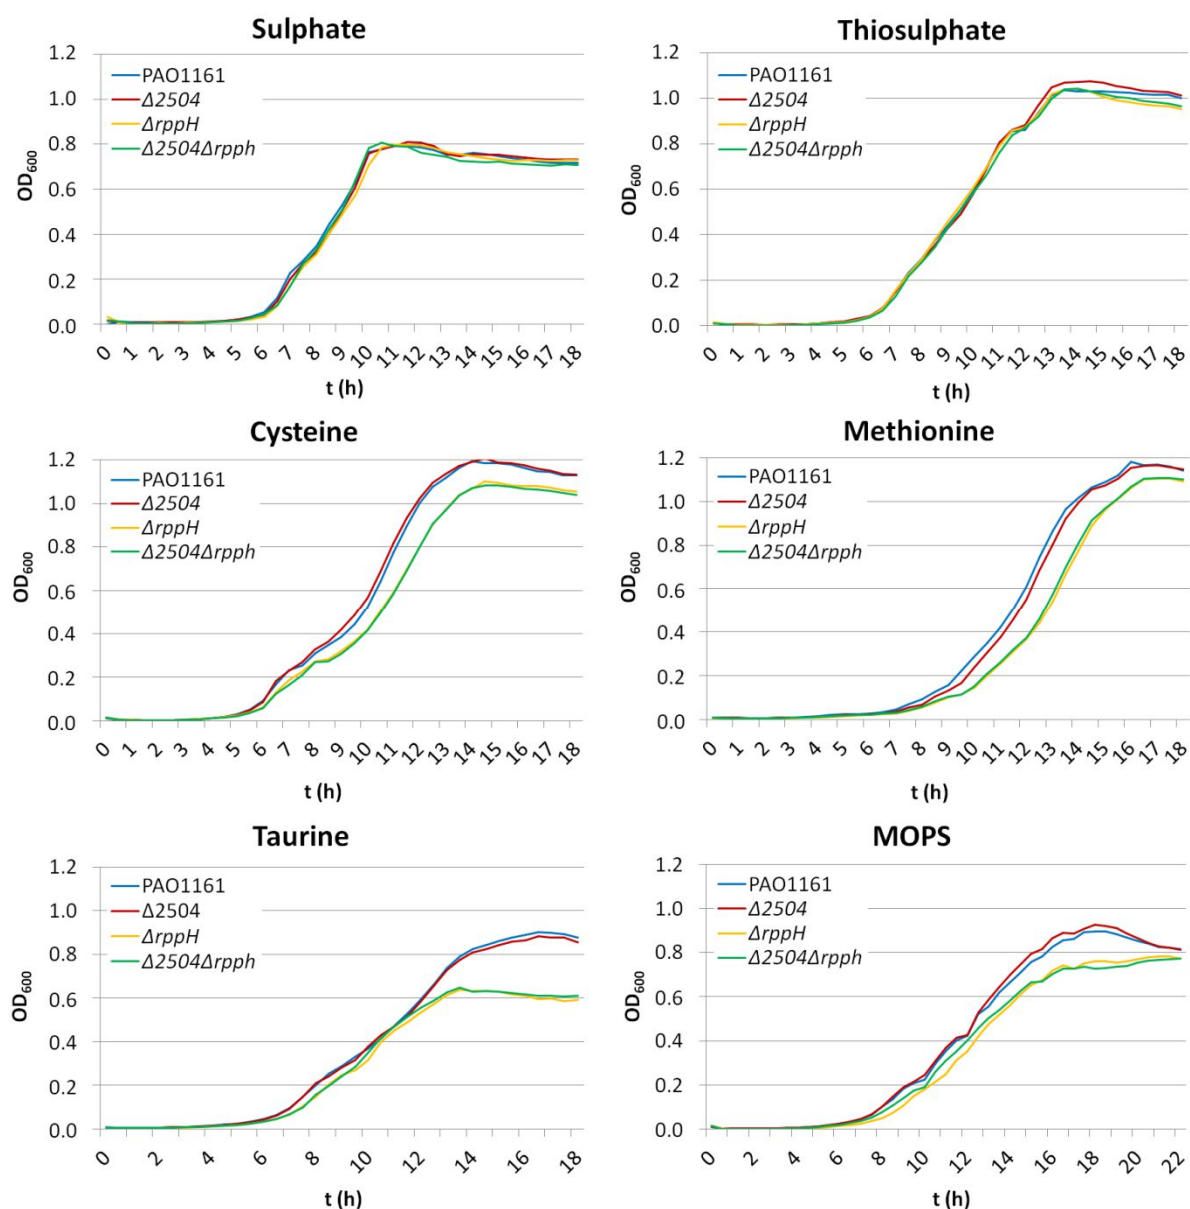 Sulphate
1.2
1.0
0.8
0.6
0.4
0.2
0.0
OD600
PAO1161
Δ2504
ΔrppH
Δ2504Δrpph
0 1 2 3 4 5 6 7 8 9 10 11 12 13 14 15 16 17 18
t (h)
Thiosulphate
1.2
1.0
0.8
0.6
0.4
0.2
0.0
OD600
PAO1161
Δ2504
ΔrppH
Δ2504Δrpph
0 1 2 3 4 5 6 7 8 9 10 11 12 13 14 15 16 17 18
t (h)
Cysteine
1.2
1.0
0.8
0.6
0.4
0.2
0.0
OD600
PAO1161
Δ2504
ΔrppH
Δ2504Δrpph
0 1 2 3 4 5 6 7 8 9 10 11 12 13 14 15 16 17 18
t (h)
Methionine
1.2
1.0
0.8
0.6
0.4
0.2
0.0
OD600
PAO1161
Δ2504
ΔrppH
Δ2504Δrpph
0 1 2 3 4 5 6 7 8 9 10 11 12 13 14 15 16 17 18
t (h)
Taurine
1.2
1.0
0.8
0.6
0.4
0.2
0.0
OD600
PAO1161
Δ2504
ΔrppH
Δ2504Δrpph
0 2 4 6 8 10 12 14 16 18
t (h)
MOPS
1.2
1.0
0.8
0.6
0.4
0.2
0.0
OD600
PAO1161
Δ2504
ΔrppH
Δ2504Δrpph
0 2 4 6 8 10 12 14 16 18 20 22
t (h)